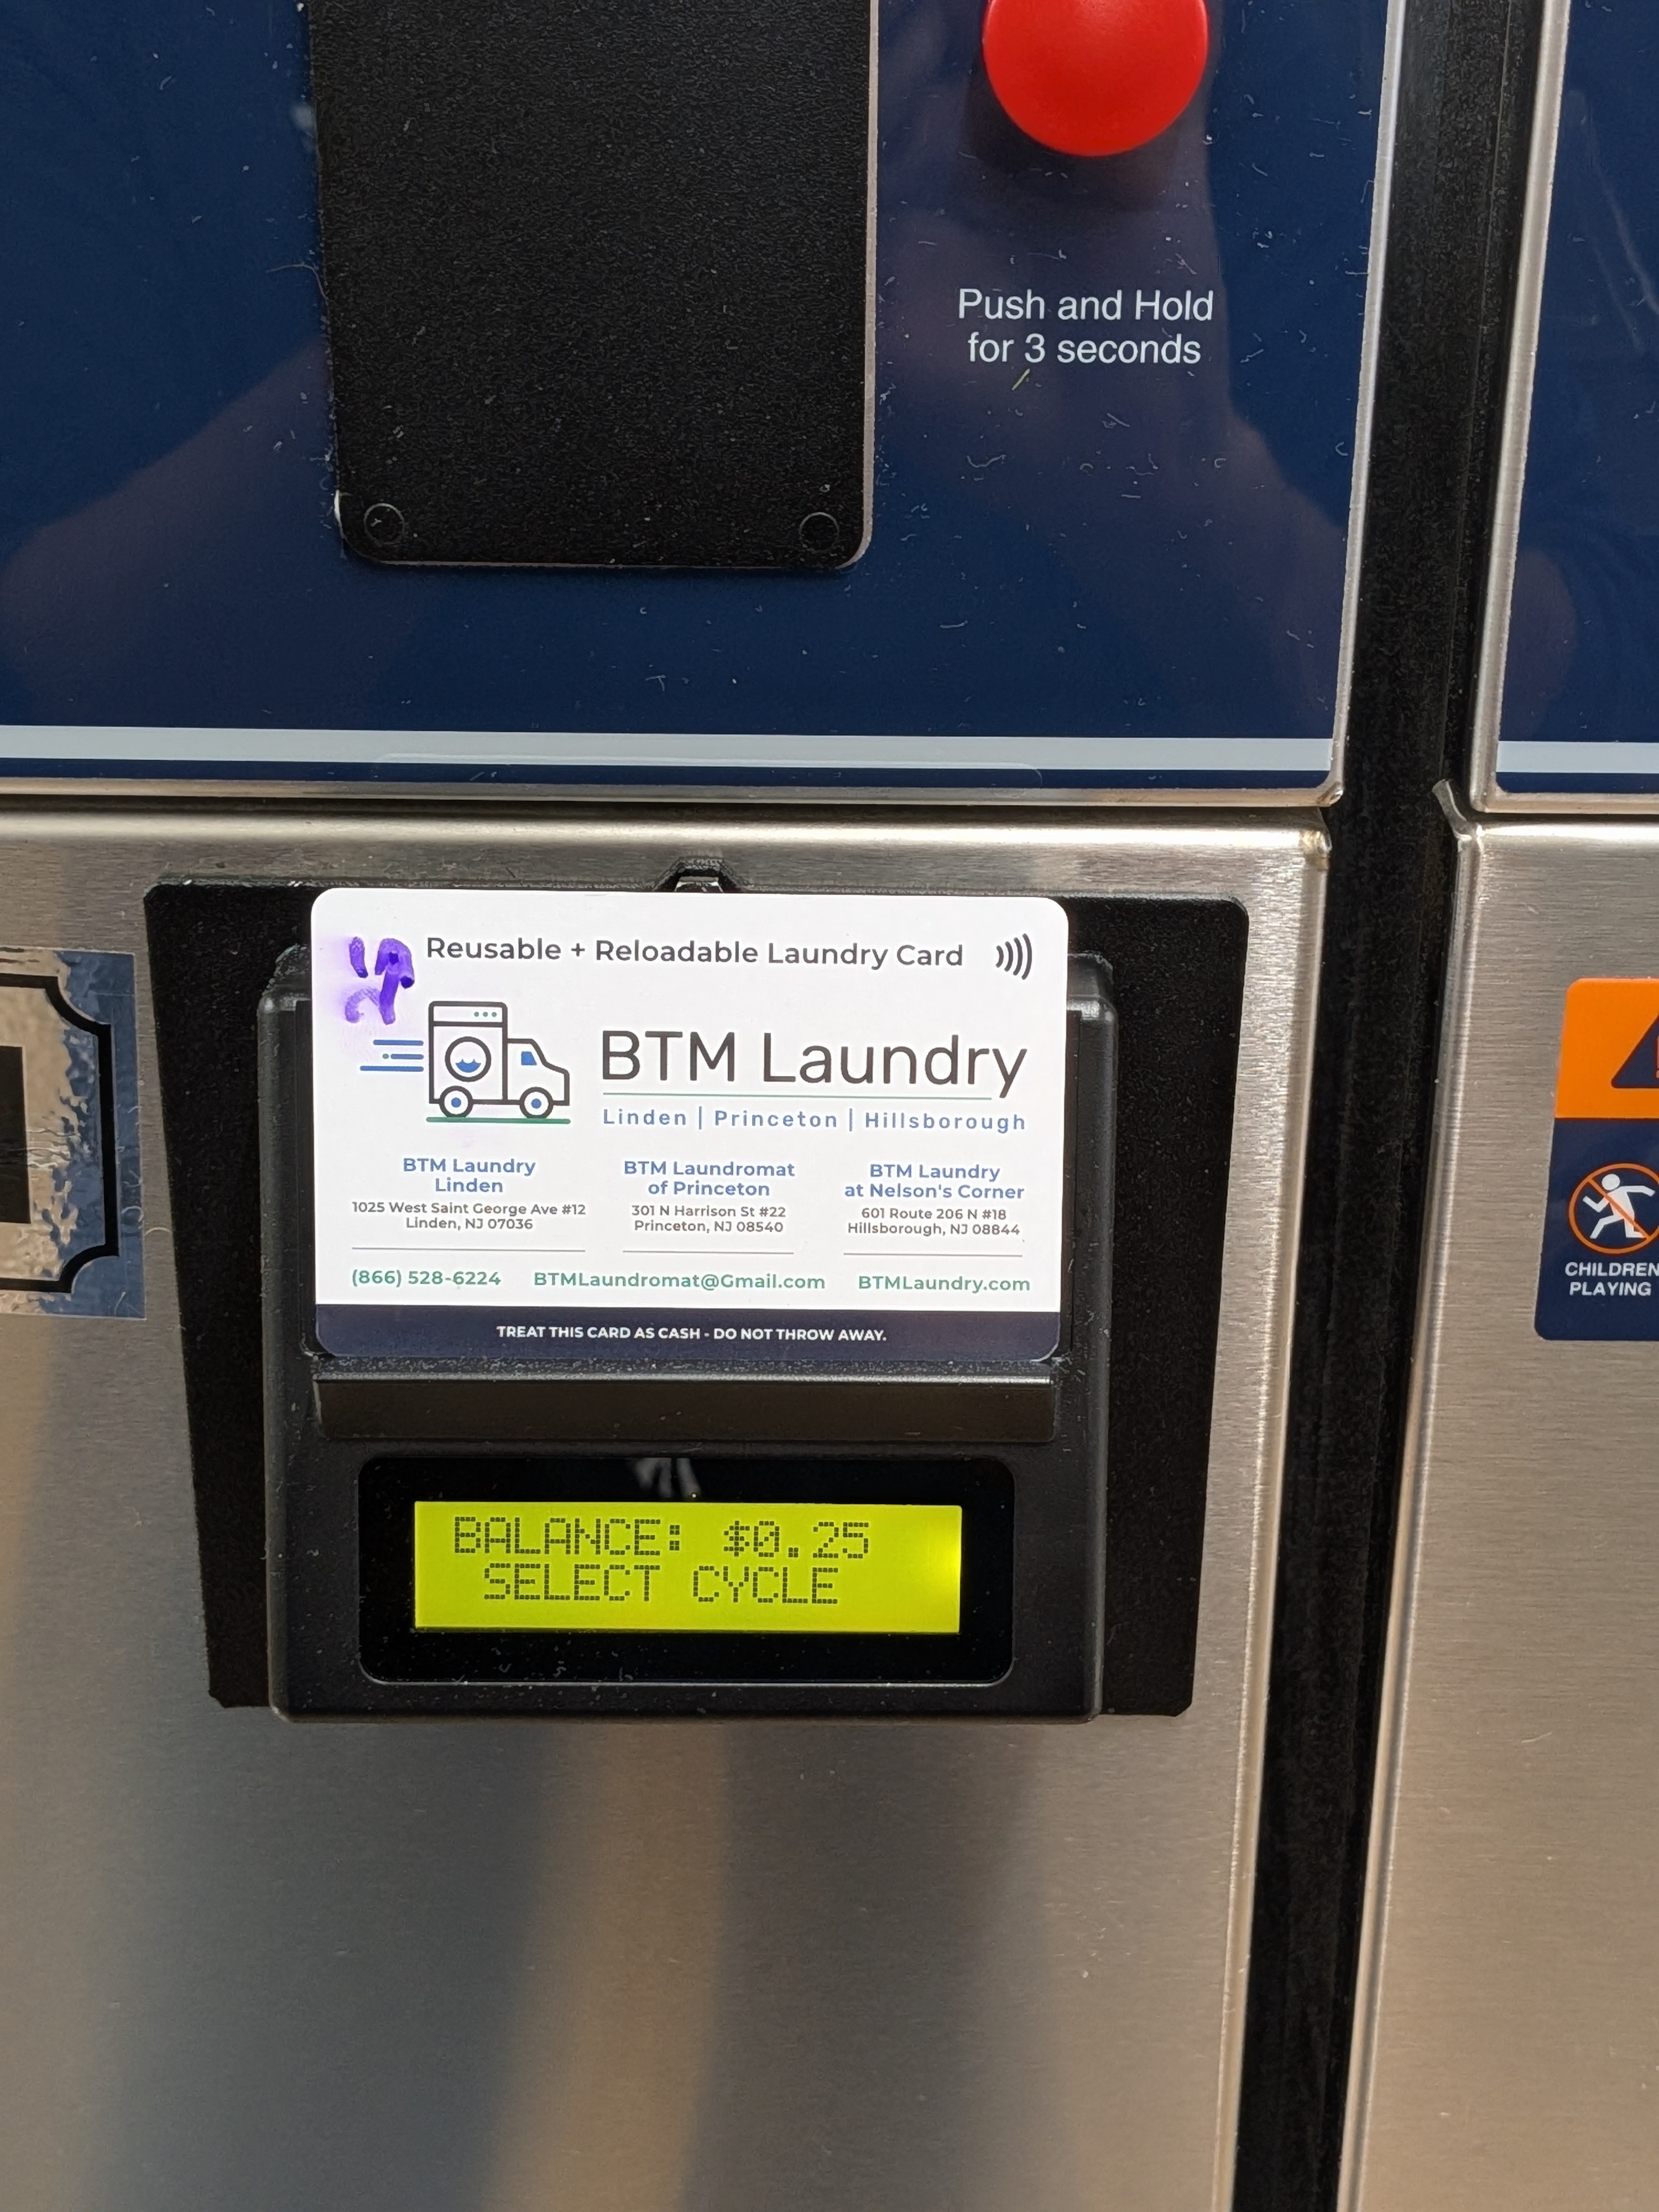 Push and Hold
for 3 seconds
Reusable + Reloadable Laundry Card
BTM Laundry
Linden | Princeton | Hillsborough
BTM Laundry
Linden
1025 West Saint George Ave #12
Linden, NJ 07036
BTM Laundromat
of Princeton
301 N Harrison St #22
Princeton, NJ 08540
BTM Laundry
at Nelson's Corner
601 Route 206 N #18
Hillsborough, NJ 08844
(866) 528-6224 BTMLaundromat@Gmail.com BTMLaundry.com
TREAT THIS CARD AS CASH - DO NOT THROW AWAY.
BALANCE: $0.25
SELECT CYCLE
CHILDREN
PLAYING